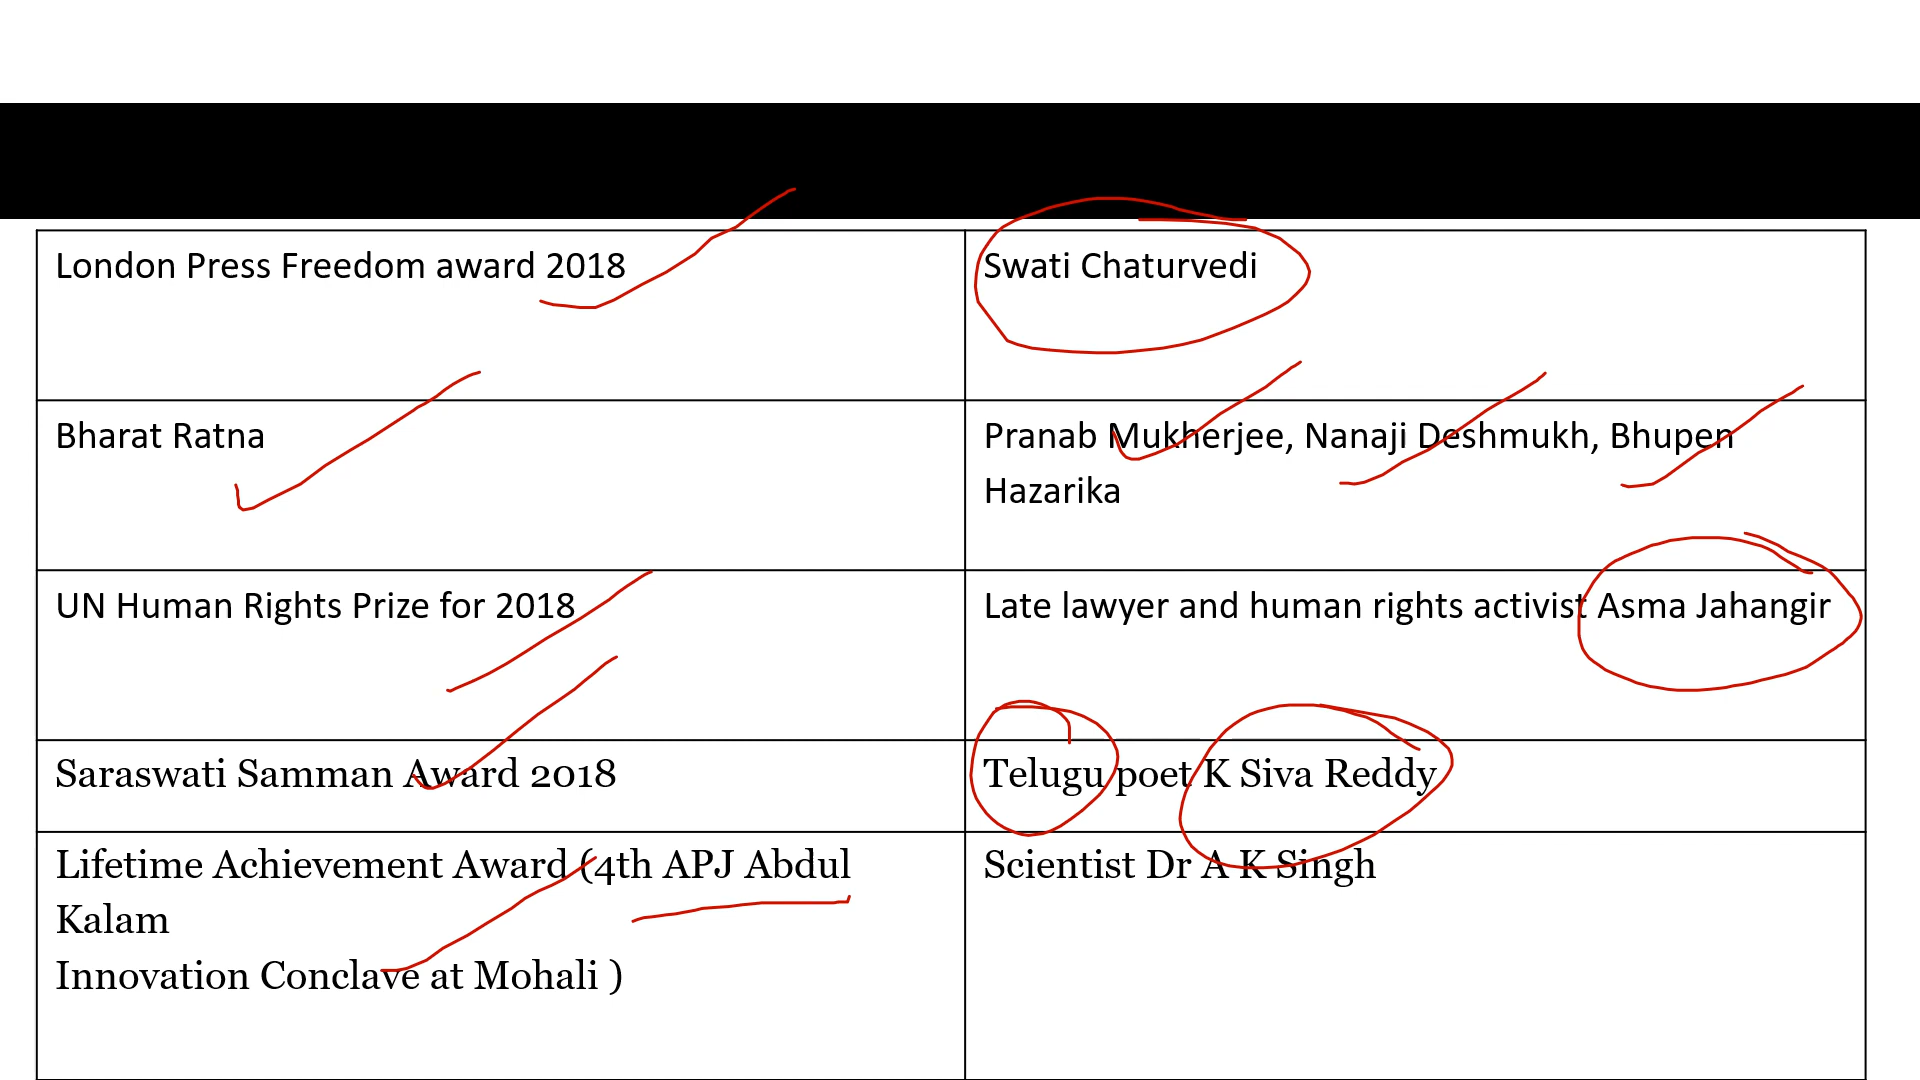 London Press Freedom award 2018
Swati Chaturvedi
Bharat Ratna
Pranab Mukherjee, Nanaji Deshmukh, Bhupen
Hazarika
UN Human Rights Prize for 2018
Late lawyer and human rights activist Asma Jahangir
Saraswati Samman Award 2018
Telugu poet K Siva Reddy
Lifetime Achievement Award (4th APJ Abdul
Kalam
Innovation Conclave at Mohali )
Scientist Dr A K Singh